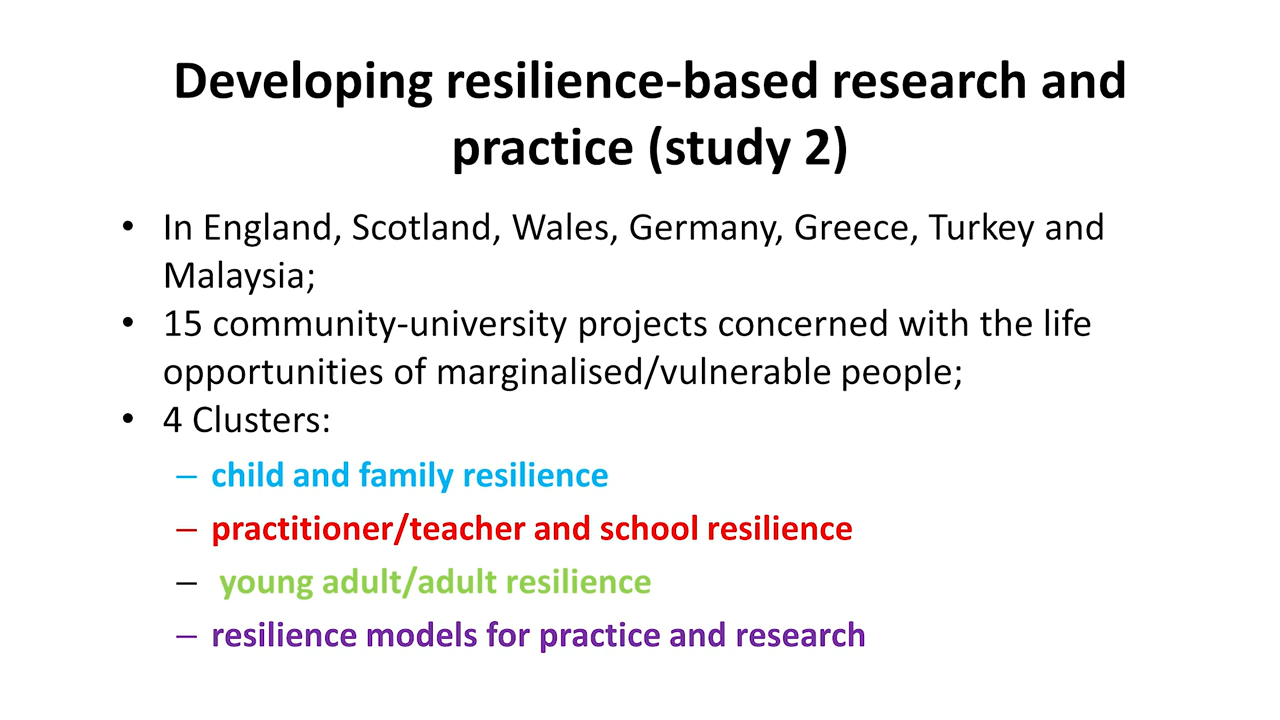 Developing resilience-based research and
practice (study 2)
• In England, Scotland, Wales, Germany, Greece, Turkey and
Malaysia;
• 15 community-university projects concerned with the life
opportunities of marginalised/vulnerable people;
• 4 Clusters:
– child and family resilience
– practitioner/teacher and school resilience
– young adult/adult resilience
– resilience models for practice and research